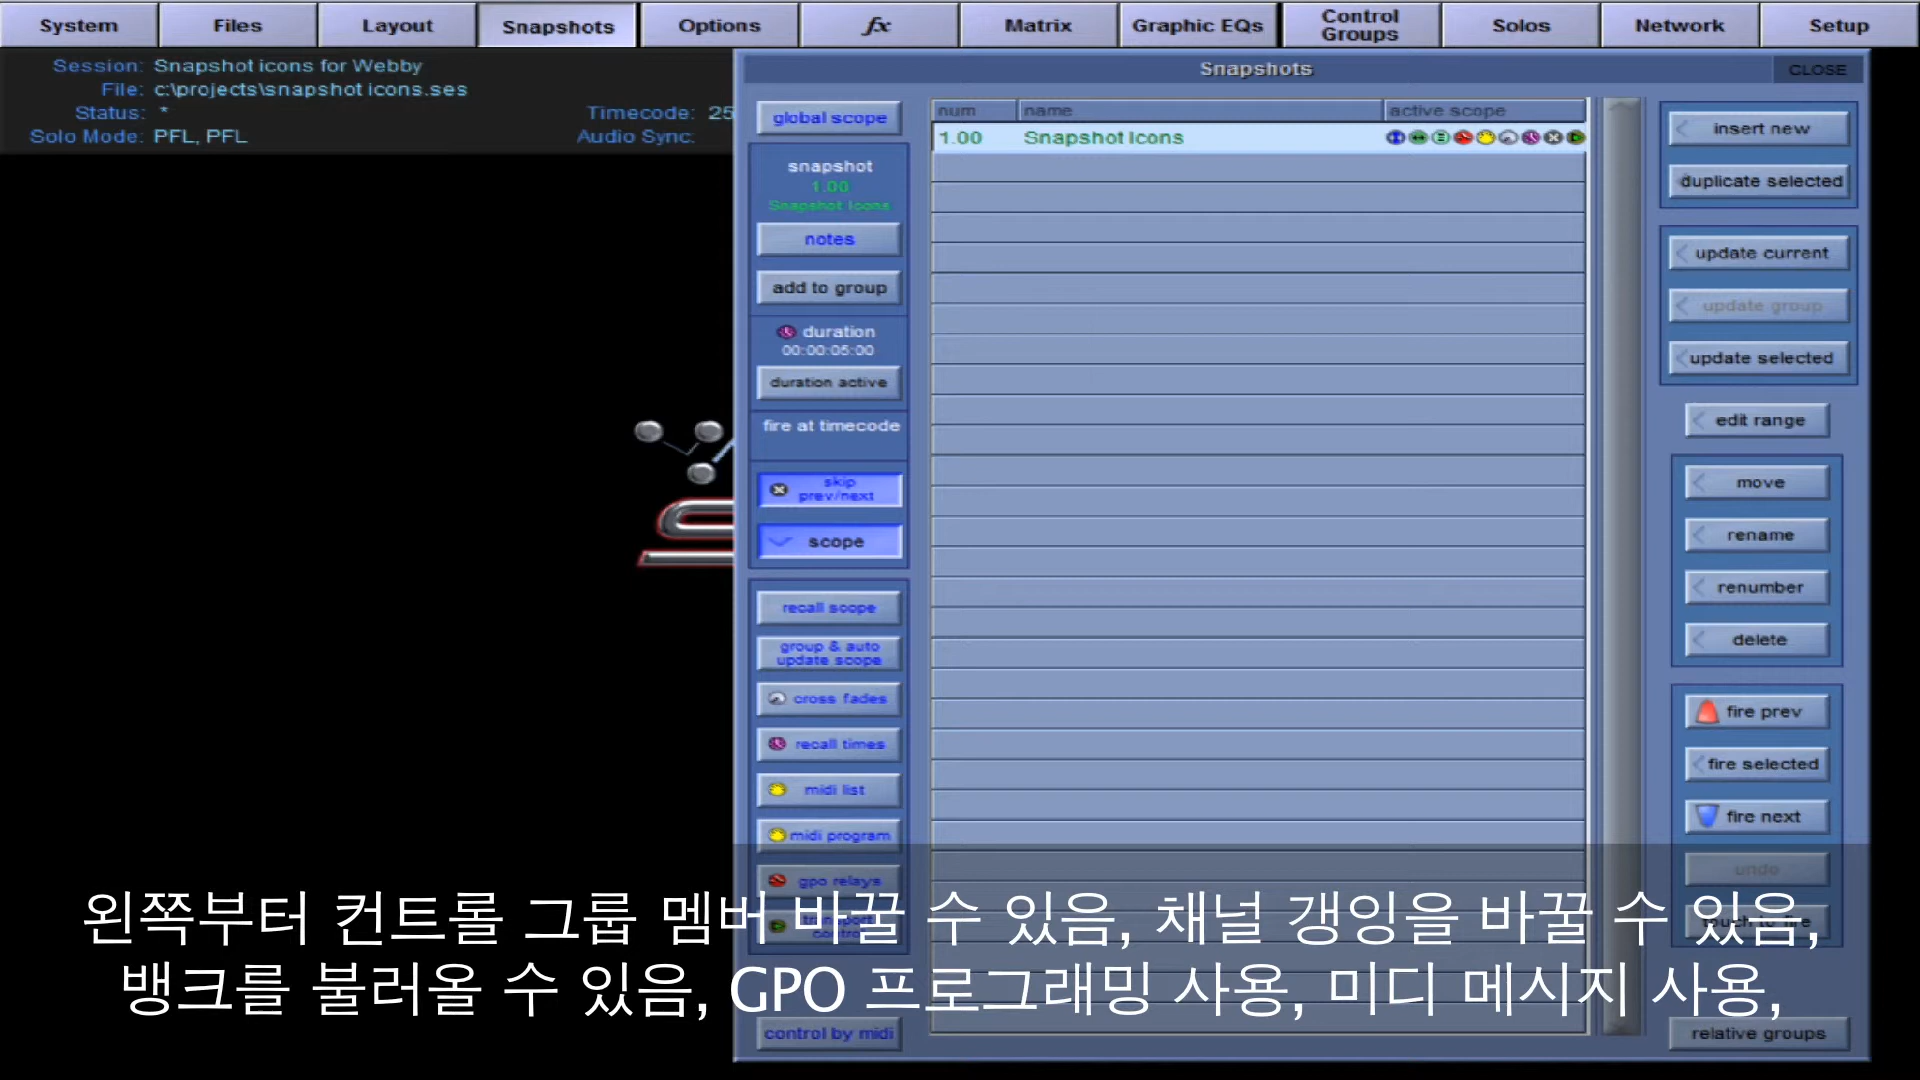 System
Files
Layout
Snapshots
Options
fx
Matrix
Graphic EQs
Control Groups
Solos
Network
Setup
Session: Snapshot icons for Webby
File: c:\projects\snapshot icons.ses
Status: *
Timecode: 25
Solo Mode: PFL, PFL
Audio Sync:
Snapshots
CLOSE
global scope
snapshot
1.00
Snapshot Icons
notes
add to group
duration
00:00:05:00
duration active
fire at timecode
skip
prev/next
scope
recall scope
group & auto
update scope
cross fades
recall times
midi list
midi program
gpo relays
transport
control
control by midi
num name active scope
1.00 Snapshot Icons
insert new
duplicate selected
update current
update group
update selected
edit range
move
rename
renumber
delete
fire prev
fire selected
fire next
undo
touch to fire
relative groups
왼쪽부터 컨트롤 그룹 멤버 바꿀 수 있음, 채널 갱잉을 바꿀 수 있음,
뱅크를 불러올 수 있음, GPO 프로그래밍 사용, 미디 메시지 사용,